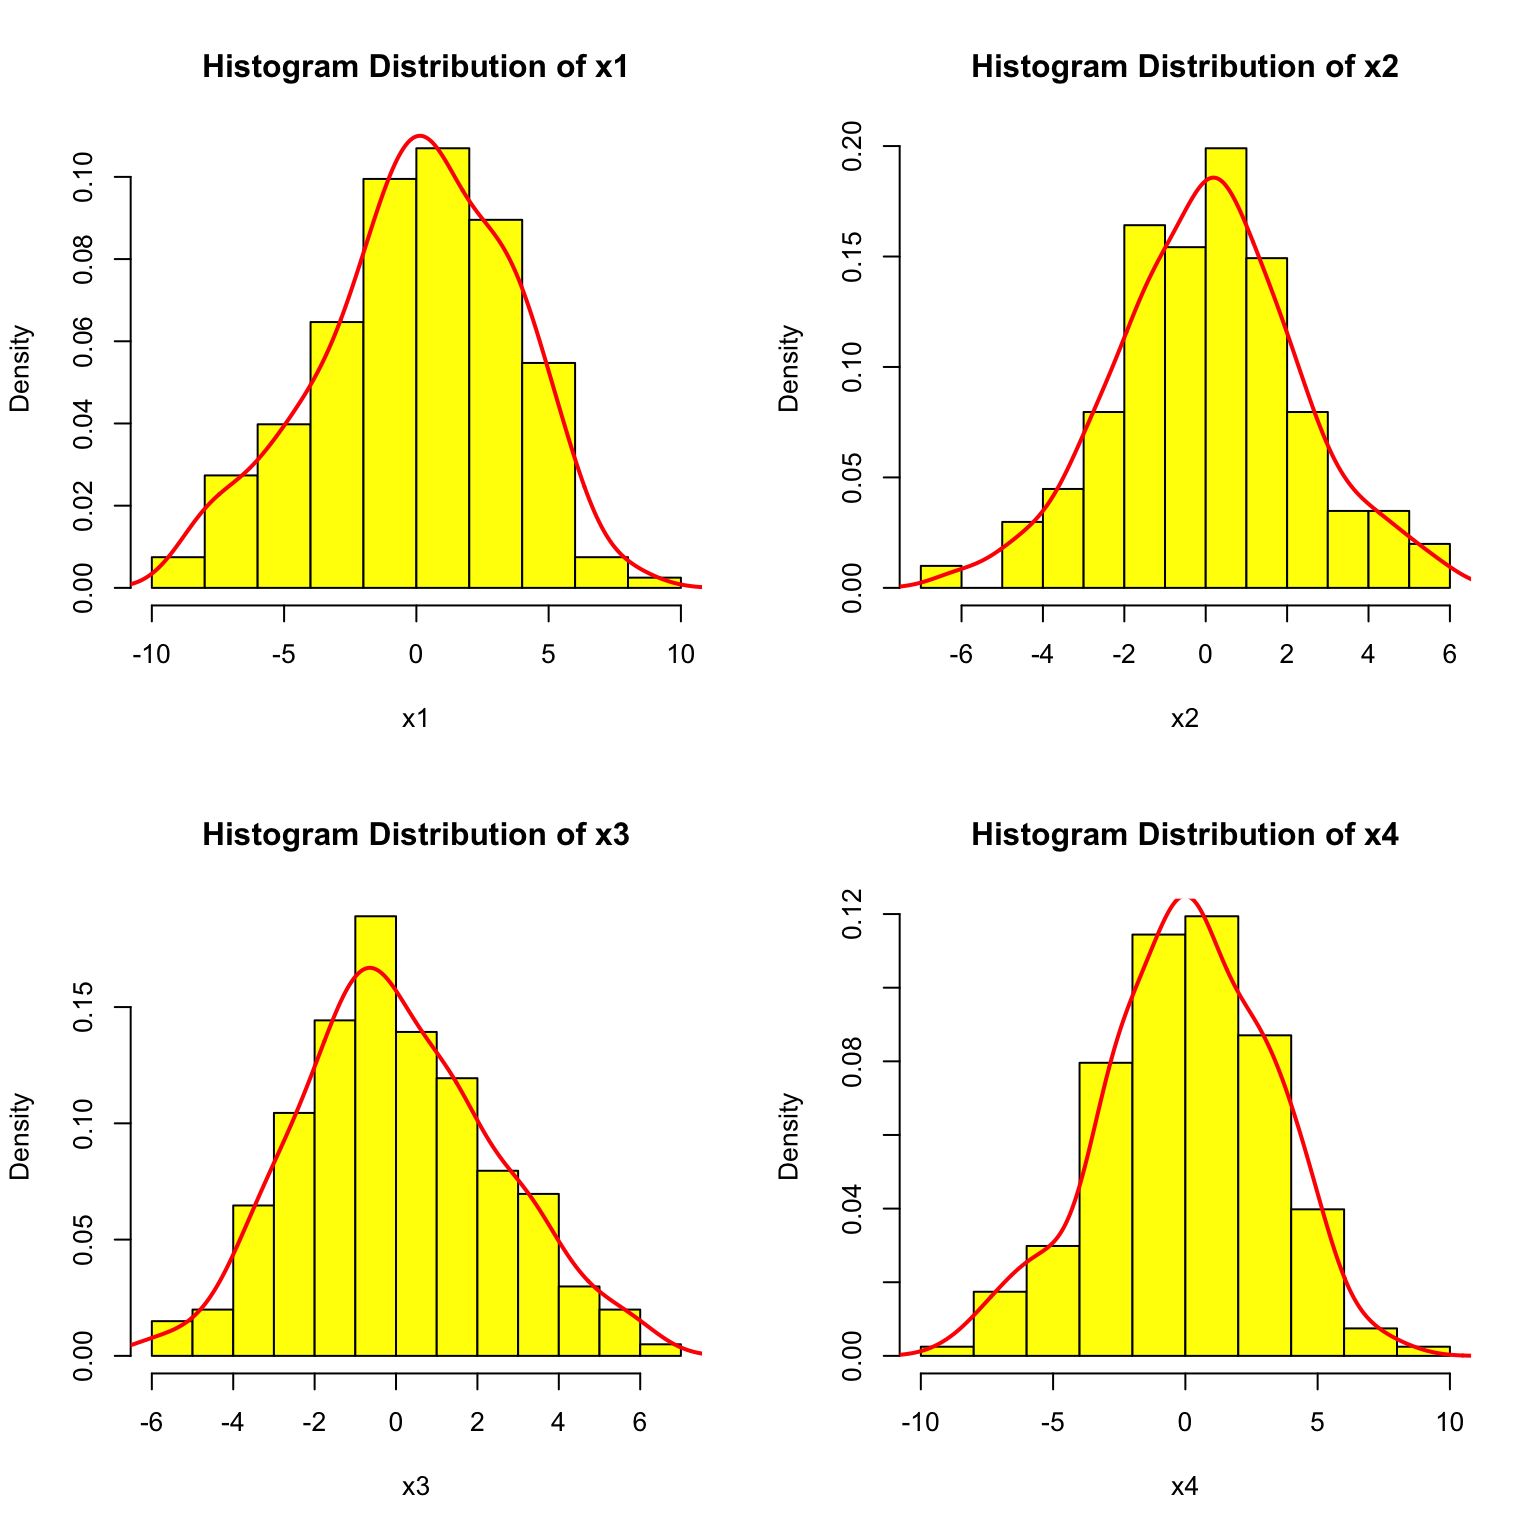 Histogram Distribution of x1
Density
0.00 0.02 0.04 0.06 0.08 0.10
-10 -5 0 5 10
x1
Histogram Distribution of x2
Density
0.00 0.05 0.10 0.15 0.20
-6 -4 -2 0 2 4 6
x2
Histogram Distribution of x3
Density
0.00 0.05 0.10 0.15
-6 -4 -2 0 2 4 6
x3
Histogram Distribution of x4
Density
0.00 0.04 0.08 0.12
-10 -5 0 5 10
x4